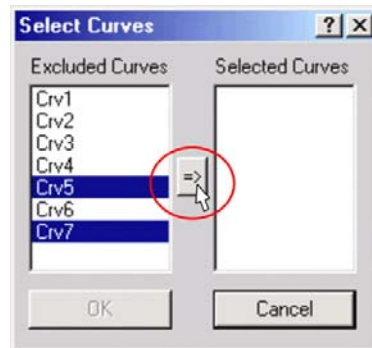 Select Curves ? X
Excluded Curves Selected Curves
Crv1
Crv2
Crv3
Crv4
Crv5
Crv6
Crv7
=>
OK Cancel